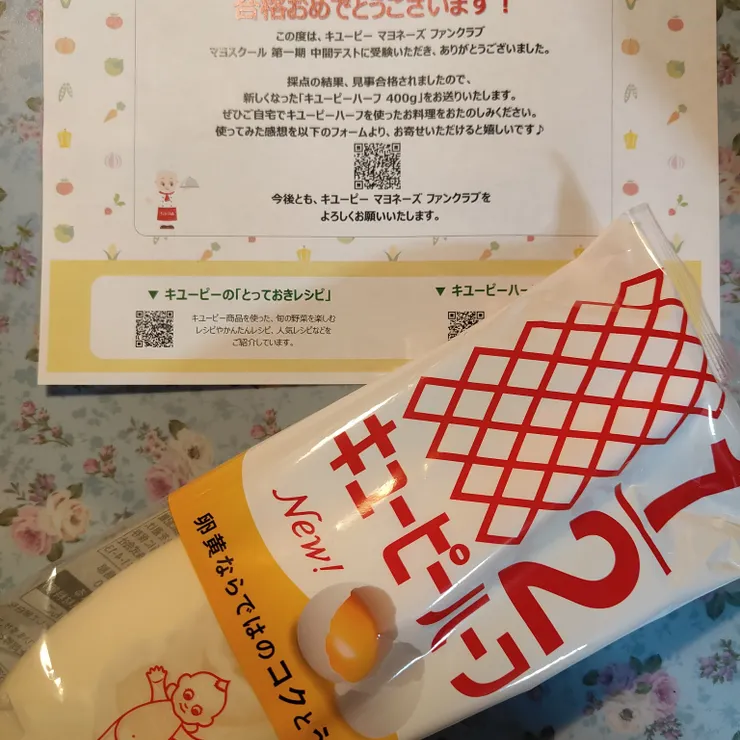 合格おめでとうございます！
この度は、キユーピー マヨネーズ ファンクラブ
マヨスクール 第一期 中間テストに受験いただき、ありがとうございました。
採点の結果、見事合格されましたので、
新しくなった「キユーピーハーフ 400g」をお送りいたします。
ぜひご自宅でキユーピーハーフを使ったお料理をおたのしみください。
使ってみた感想を以下のフォームより、お寄せいただけると嬉しいです♪
今後とも、キユーピー マヨネーズ ファンクラブを
よろしくお願いいたします。
▼ キユーピーの「とっておきレシピ」
キユーピー商品を使った、旬の野菜を楽しむ
レシピやかんたんレシピ、人気レシピなどを
ご紹介しています。
▼ キユーピーハー
1/2
キユーピーハーフ
New!
卵黄ならではのコクとう